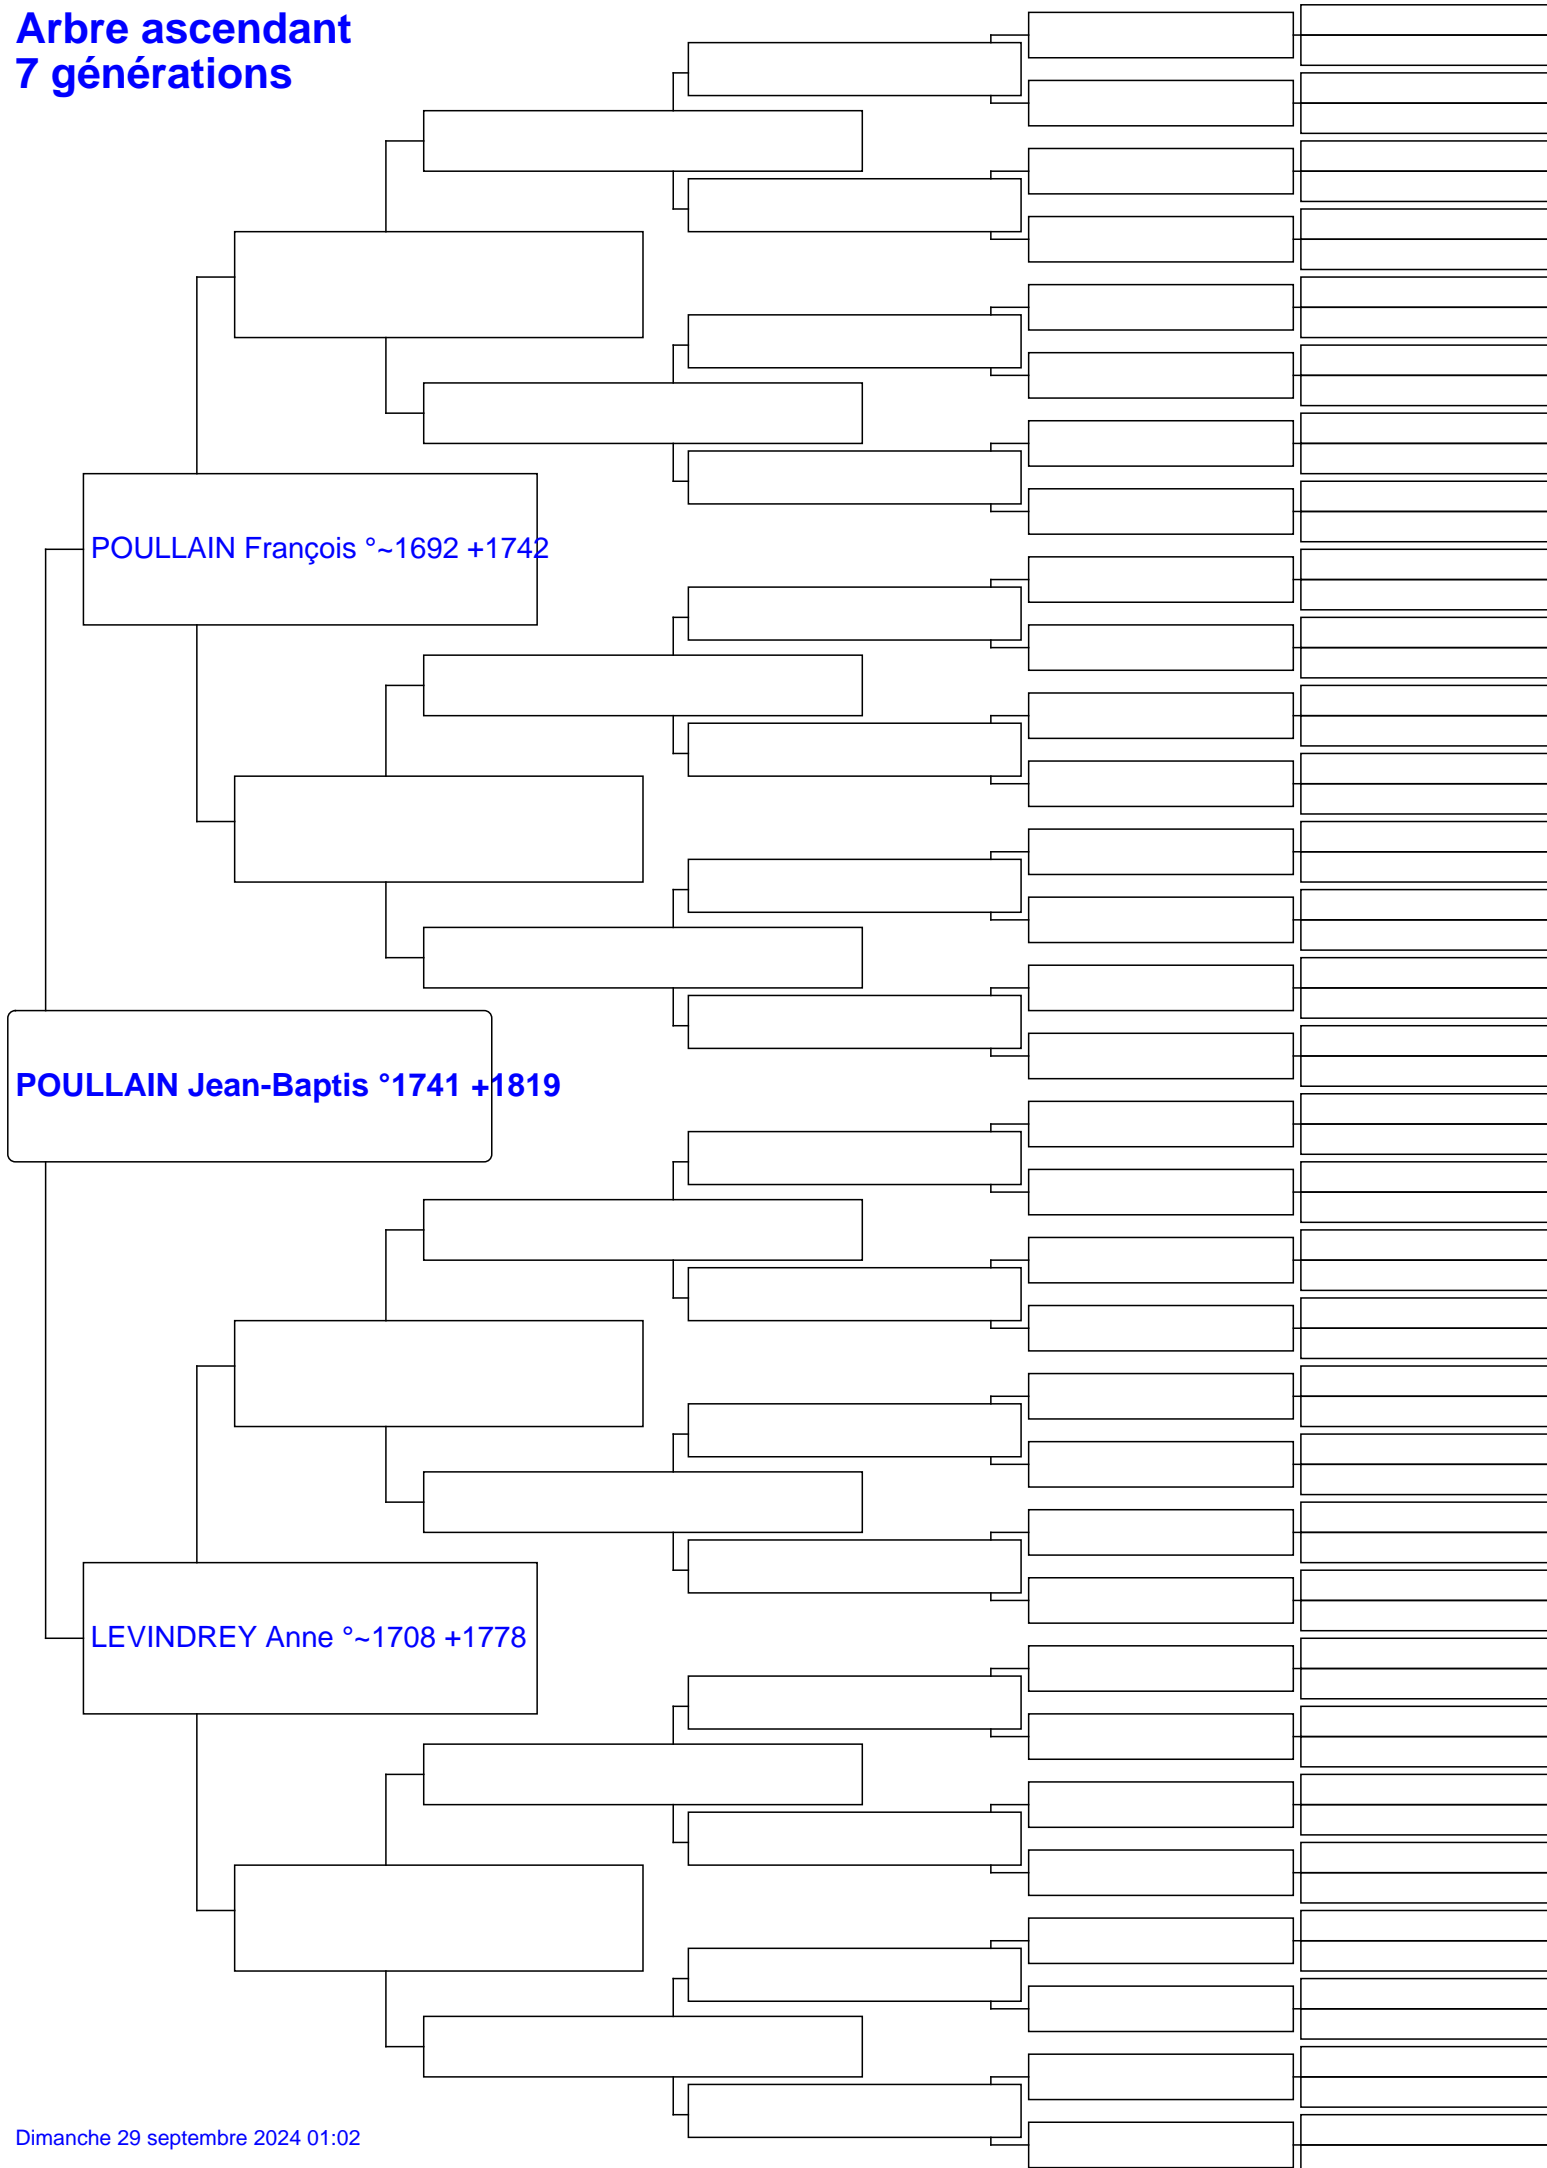 Arbre ascendant
7 générations
POULLAIN François °~1692 +1742
POULLAIN Jean-Baptis °1741 +1819
LEVINDREY Anne °~1708 +1778
Dimanche 29 septembre 2024 01:02